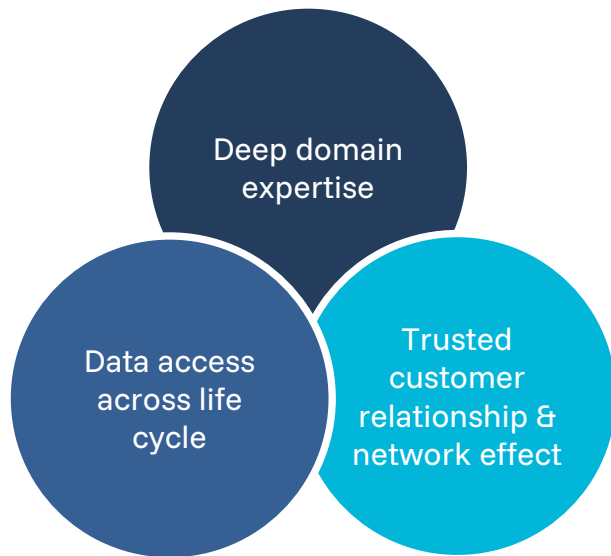 Deep domain
expertise
Data access
across life
cycle
Trusted
customer
relationship &
network effect